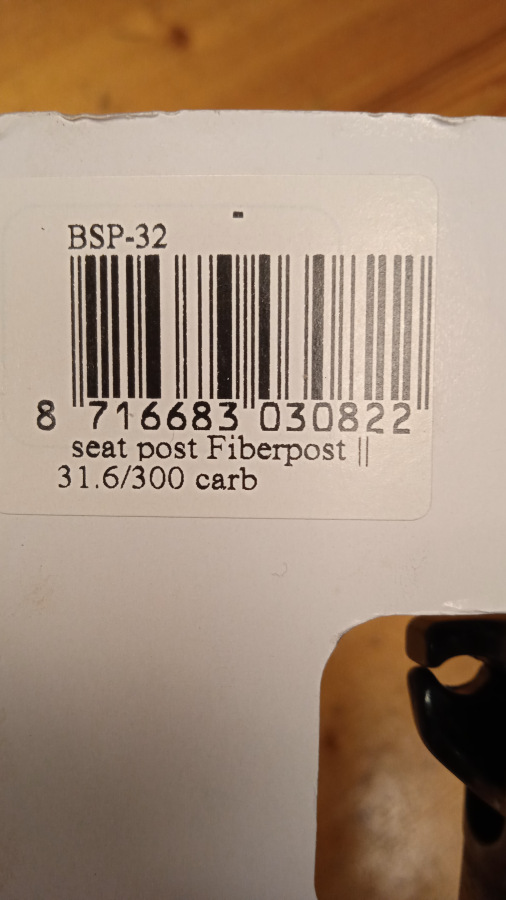 BSP-32
8 716683 030822
seat post Fiberpost ||
31.6/300 carb